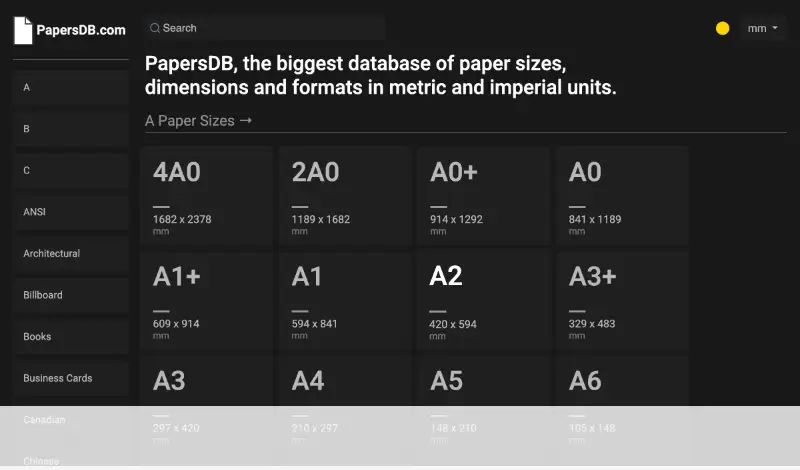 PapersDB.com
Search
mm
A
B
C
ANSI
Architectural
Billboard
Books
Business Cards
Canadian
Chinese
PapersDB, the biggest database of paper sizes,
dimensions and formats in metric and imperial units.
A Paper Sizes →
4A0
2A0
A0+
A0
1682 x 2378
1189 x 1682
914 x 1292
841 x 1189
mm
mm
mm
mm
A1+
A1
A2
A3+
609 x 914
594 x 841
420 x 594
329 x 483
mm
mm
mm
mm
A3
A4
A5
A6
297 x 420
210 x 297
148 x 210
105 x 148
mm
mm
mm
mm